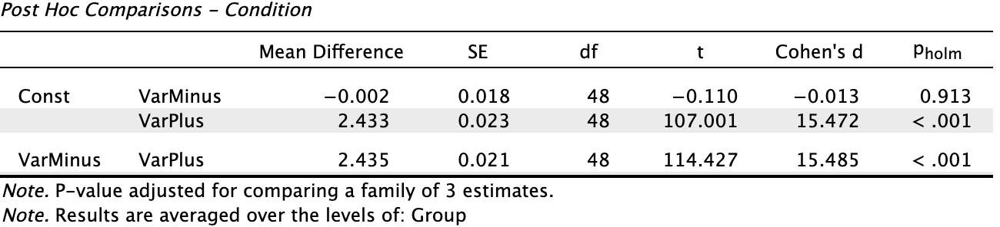 Post Hoc Comparisons – Condition
Mean Difference SE df t Cohen's d pholm
Const VarMinus −0.002 0.018 48 −0.110 −0.013 0.913
VarPlus 2.433 0.023 48 107.001 15.472 < .001
VarMinus VarPlus 2.435 0.021 48 114.427 15.485 < .001
Note. P−value adjusted for comparing a family of 3 estimates.
Note. Results are averaged over the levels of: Group